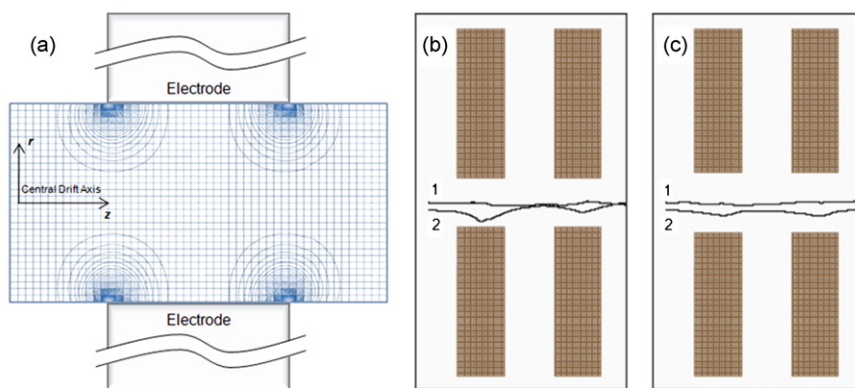 (a)
Electrode
r
Central Drift Axis
z
Electrode
(b)
1
2
(c)
1
2